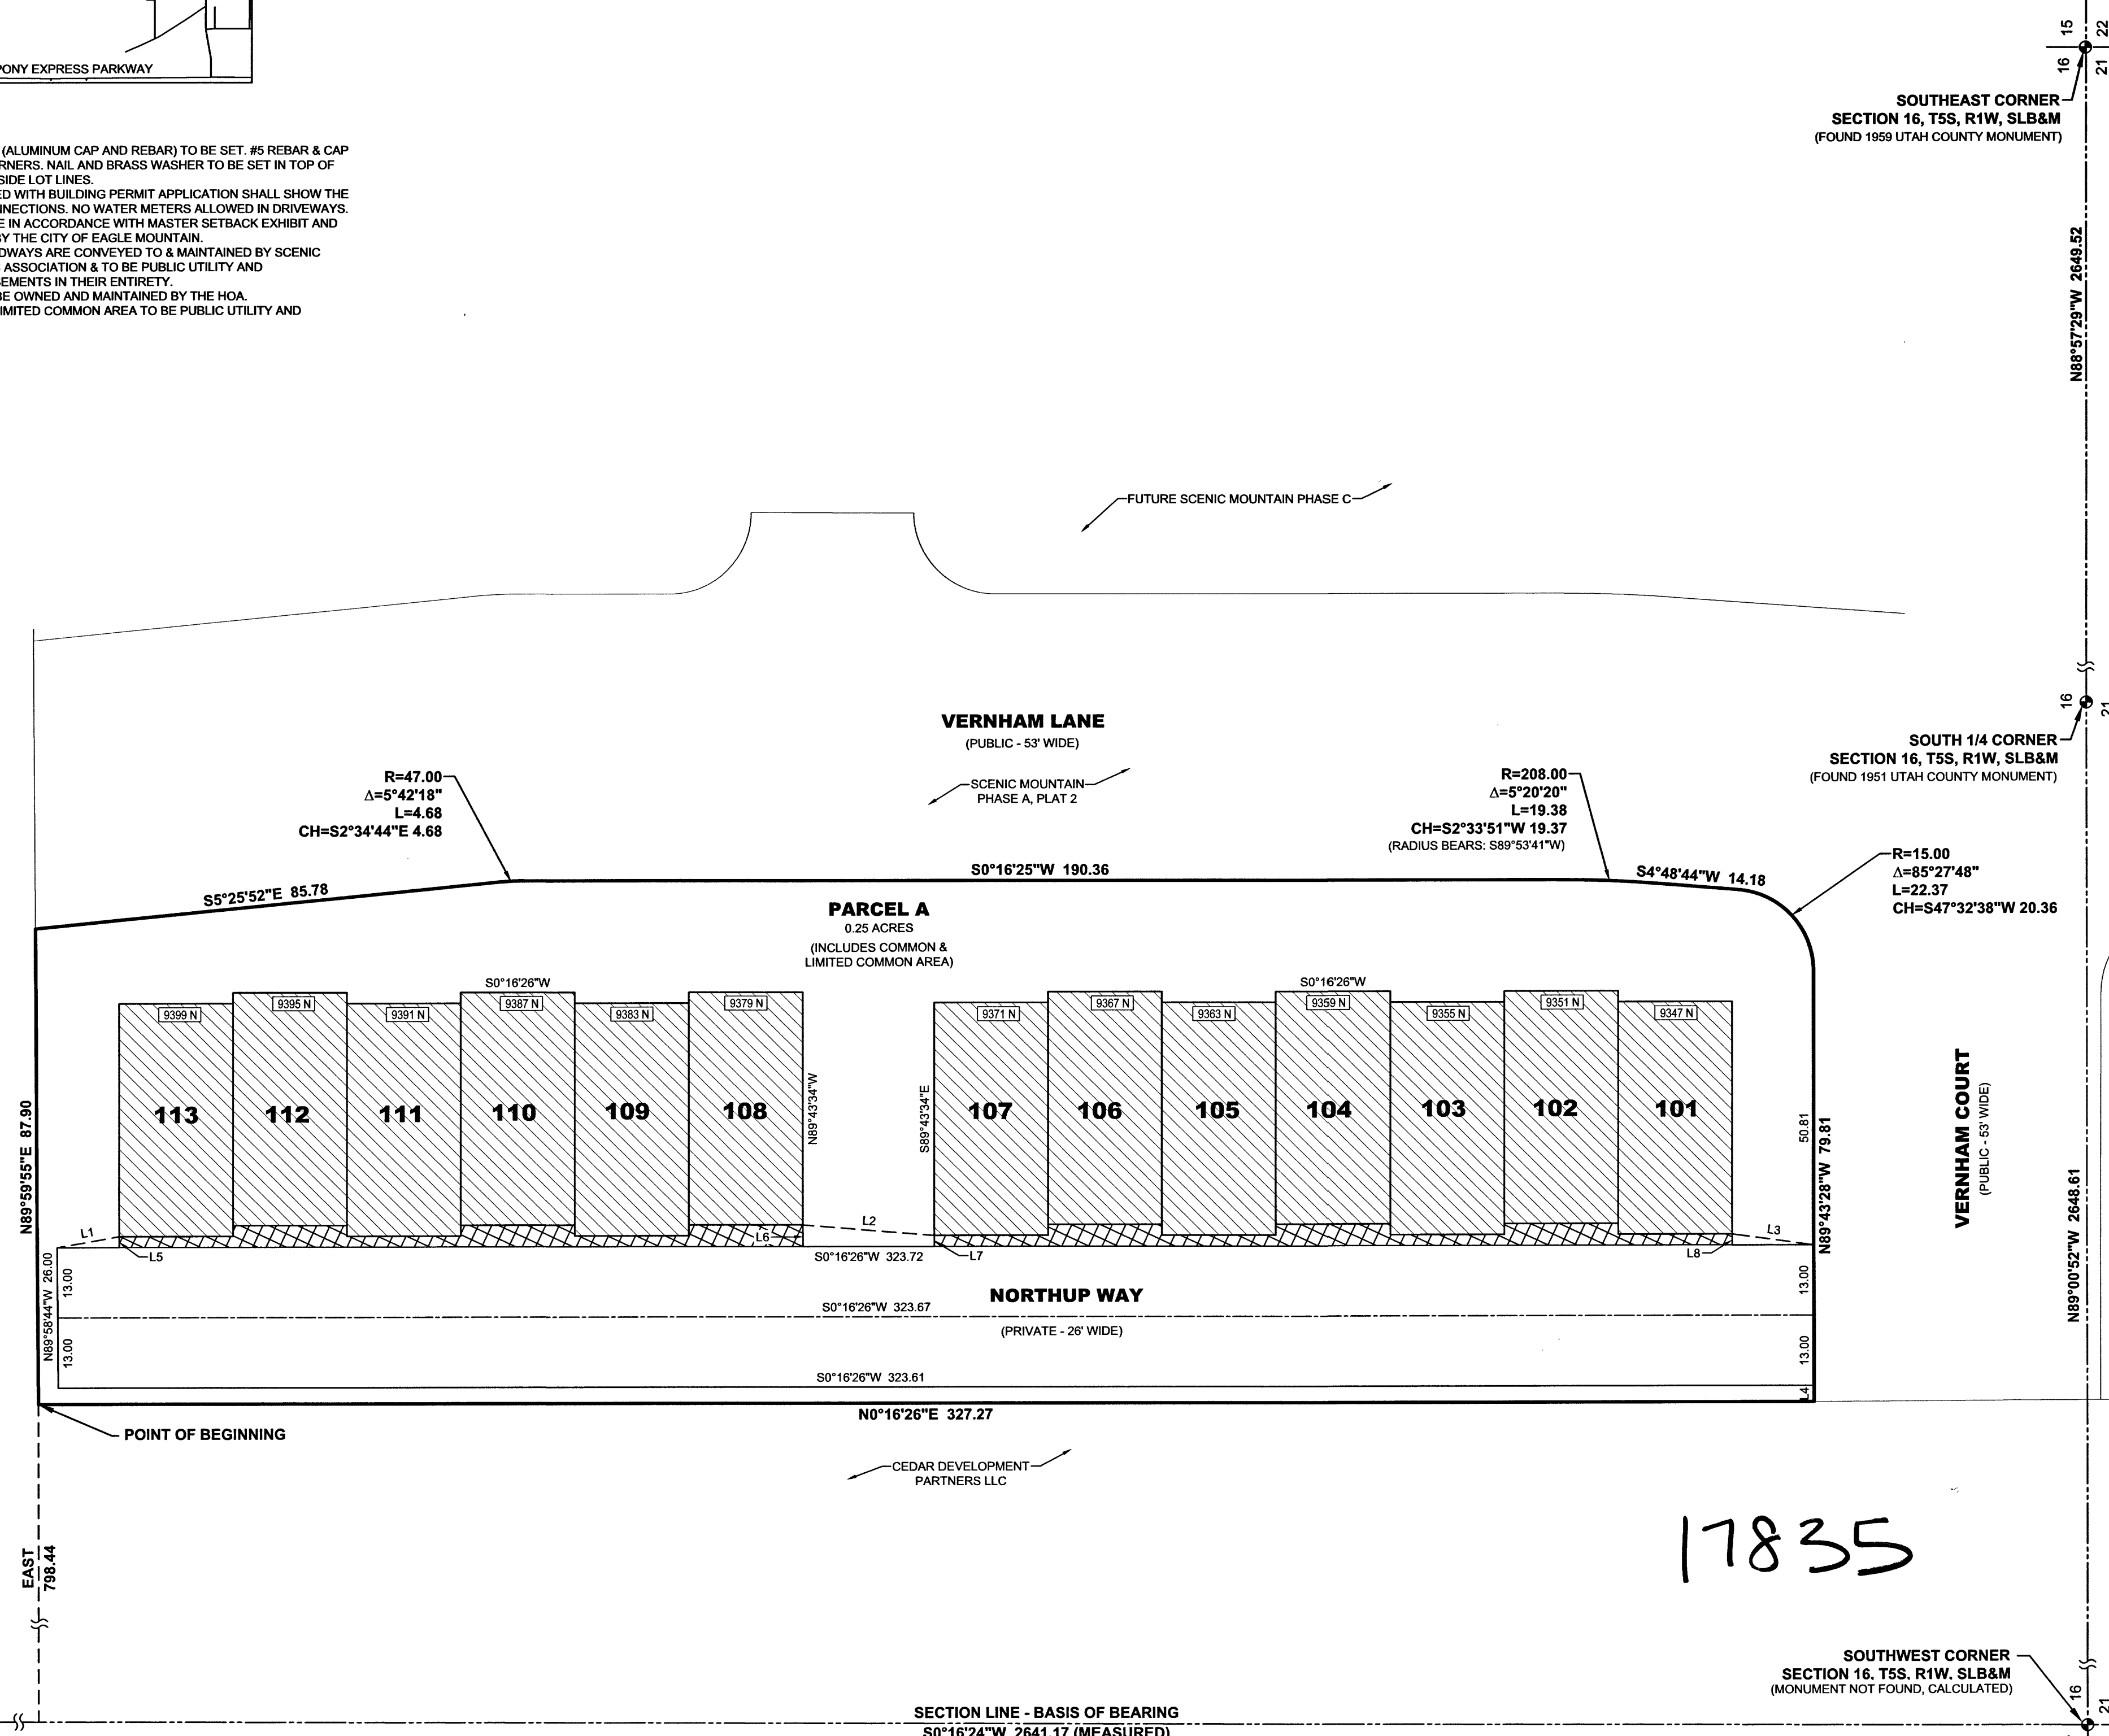 PONY EXPRESS PARKWAY
(ALUMINUM CAP AND REBAR) TO BE SET. #5 REBAR & CAP
RNERS. NAIL AND BRASS WASHER TO BE SET IN TOP OF
SIDE LOT LINES.
ED WITH BUILDING PERMIT APPLICATION SHALL SHOW THE
NNECTIONS. NO WATER METERS ALLOWED IN DRIVEWAYS.
E IN ACCORDANCE WITH MASTER SETBACK EXHIBIT AND
BY THE CITY OF EAGLE MOUNTAIN.
DWAYS ARE CONVEYED TO & MAINTAINED BY SCENIC
ASSOCIATION & TO BE PUBLIC UTILITY AND
EMENTS IN THEIR ENTIRETY.
BE OWNED AND MAINTAINED BY THE HOA.
IMITED COMMON AREA TO BE PUBLIC UTILITY AND
15
22
16
21
SOUTHEAST CORNER
SECTION 16, T5S, R1W, SLB&M
(FOUND 1959 UTAH COUNTY MONUMENT)
N88°57'29"W 2649.52
FUTURE SCENIC MOUNTAIN PHASE C
16
21
SOUTH 1/4 CORNER
SECTION 16, T5S, R1W, SLB&M
(FOUND 1951 UTAH COUNTY MONUMENT)
VERNHAM LANE
(PUBLIC - 53' WIDE)
SCENIC MOUNTAIN
PHASE A, PLAT 2
R=47.00
Δ=5°42'18"
L=4.68
CH=S2°34'44"E 4.68
R=208.00
Δ=5°20'20"
L=19.38
CH=S2°33'51"W 19.37
(RADIUS BEARS: S89°53'41"W)
R=15.00
Δ=85°27'48"
L=22.37
CH=S47°32'38"W 20.36
S5°25'52"E 85.78
S0°16'25"W 190.36
S4°48'44"W 14.18
PARCEL A
0.25 ACRES
(INCLUDES COMMON &
LIMITED COMMON AREA)
S0°16'26"W
S0°16'26"W
9399 N
9395 N
9391 N
9387 N
9383 N
9379 N
9371 N
9367 N
9363 N
9359 N
9355 N
9351 N
9347 N
113
112
111
110
109
108
N89°43'34"W
S89°43'34"E
107
106
105
104
103
102
101
50.81
N89°43'28"W 79.81
VERNHAM COURT
(PUBLIC - 53' WIDE)
N89°00'52"W 2648.61
N89°59'55"E 87.90
L1
L5
L6
L2
L7
L8
L3
S0°16'26"W 323.72
N89°58'44"W 26.00
13.00
13.00
NORTHUP WAY
S0°16'26"W 323.67
(PRIVATE - 26' WIDE)
13.00
13.00
S0°16'26"W 323.61
L4
N0°16'26"E 327.27
POINT OF BEGINNING
CEDAR DEVELOPMENT
PARTNERS LLC
EAST
798.44
17835
SOUTHWEST CORNER
SECTION 16, T5S, R1W, SLB&M
(MONUMENT NOT FOUND, CALCULATED)
16
21
SECTION LINE - BASIS OF BEARING
S0°16'24"W 2641.17 (MEASURED)